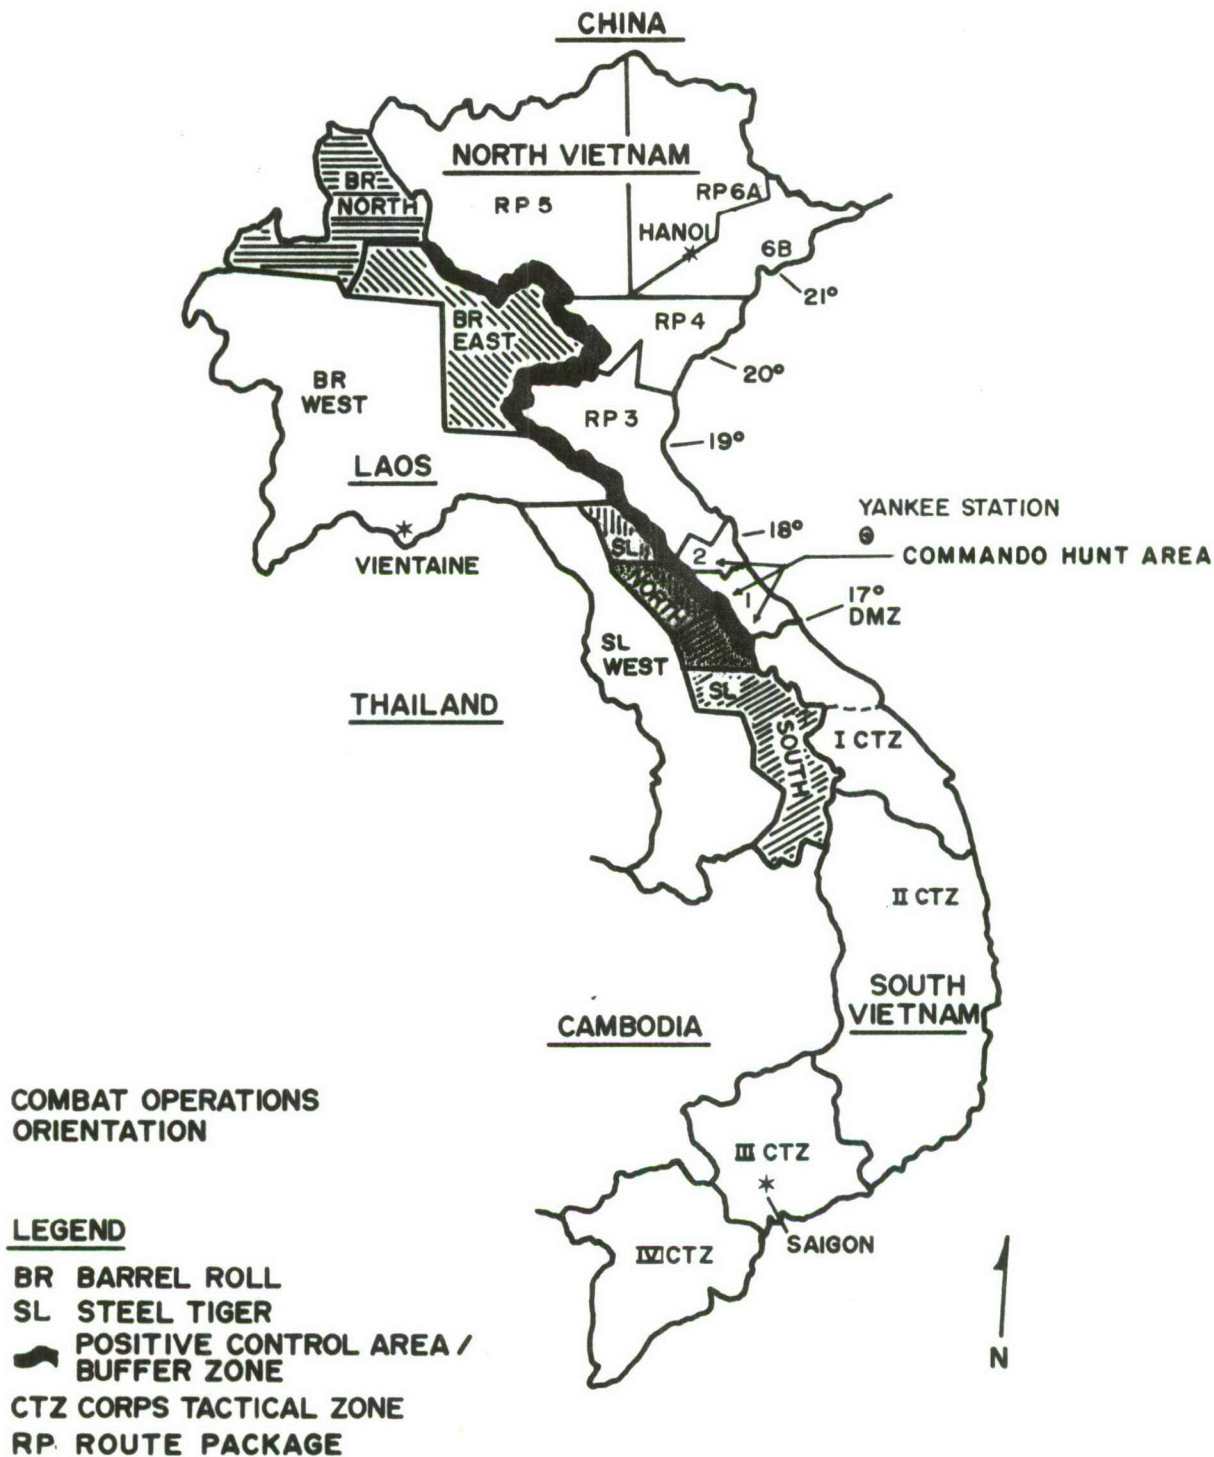 CHINA
NORTH VIETNAM
BR
NORTH
RP 5
RP 6A
HANOI
6B
21°
RP 4
BR
EAST
20°
BR
WEST
RP 3
19°
LAOS
YANKEE STATION
18°
SL
2
COMMANDO HUNT AREA
VIENTAINE
NORTH
1
17°
DMZ
SL
WEST
SL
THAILAND
SOUTH
I CTZ
II CTZ
SOUTH
VIETNAM
CAMBODIA
COMBAT OPERATIONS
ORIENTATION
III CTZ
SAIGON
IV CTZ
LEGEND
BR BARREL ROLL
SL STEEL TIGER
POSITIVE CONTROL AREA /
BUFFER ZONE
CTZ CORPS TACTICAL ZONE
RP ROUTE PACKAGE
N